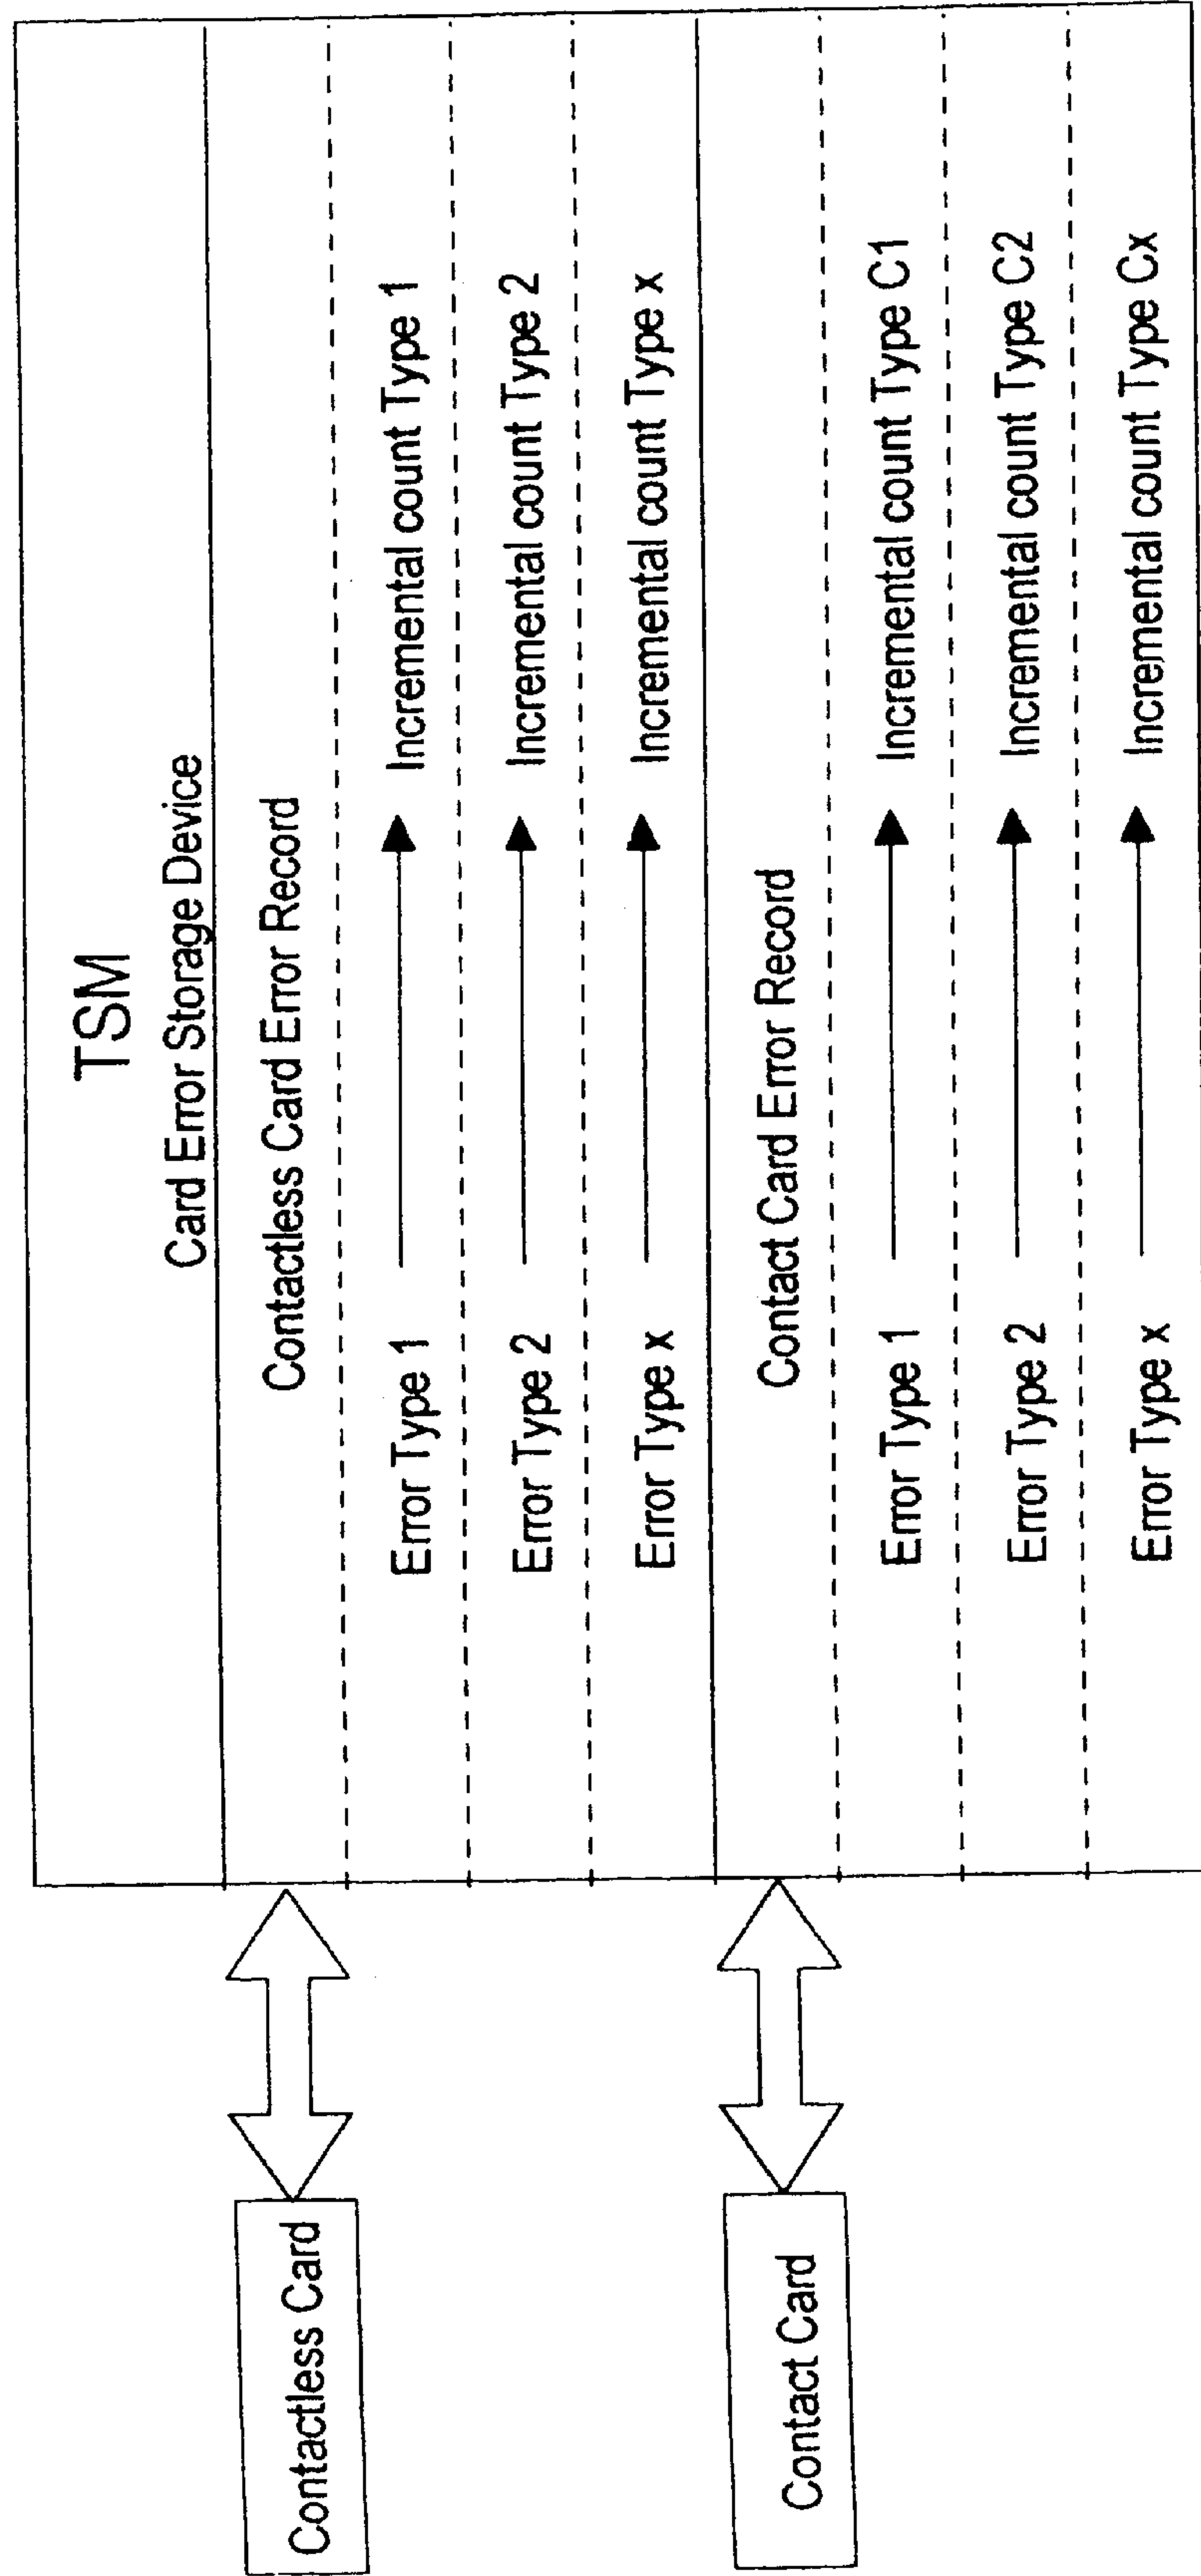 TSM
Card Error Storage Device
Contactless Card
Contactless Card Error Record
Error Type 1 Incremental count Type 1
Error Type 2 Incremental count Type 2
Error Type x Incremental count Type x
Contact Card
Contact Card Error Record
Error Type 1 Incremental count Type C1
Error Type 2 Incremental count Type C2
Error Type x Incremental count Type Cx